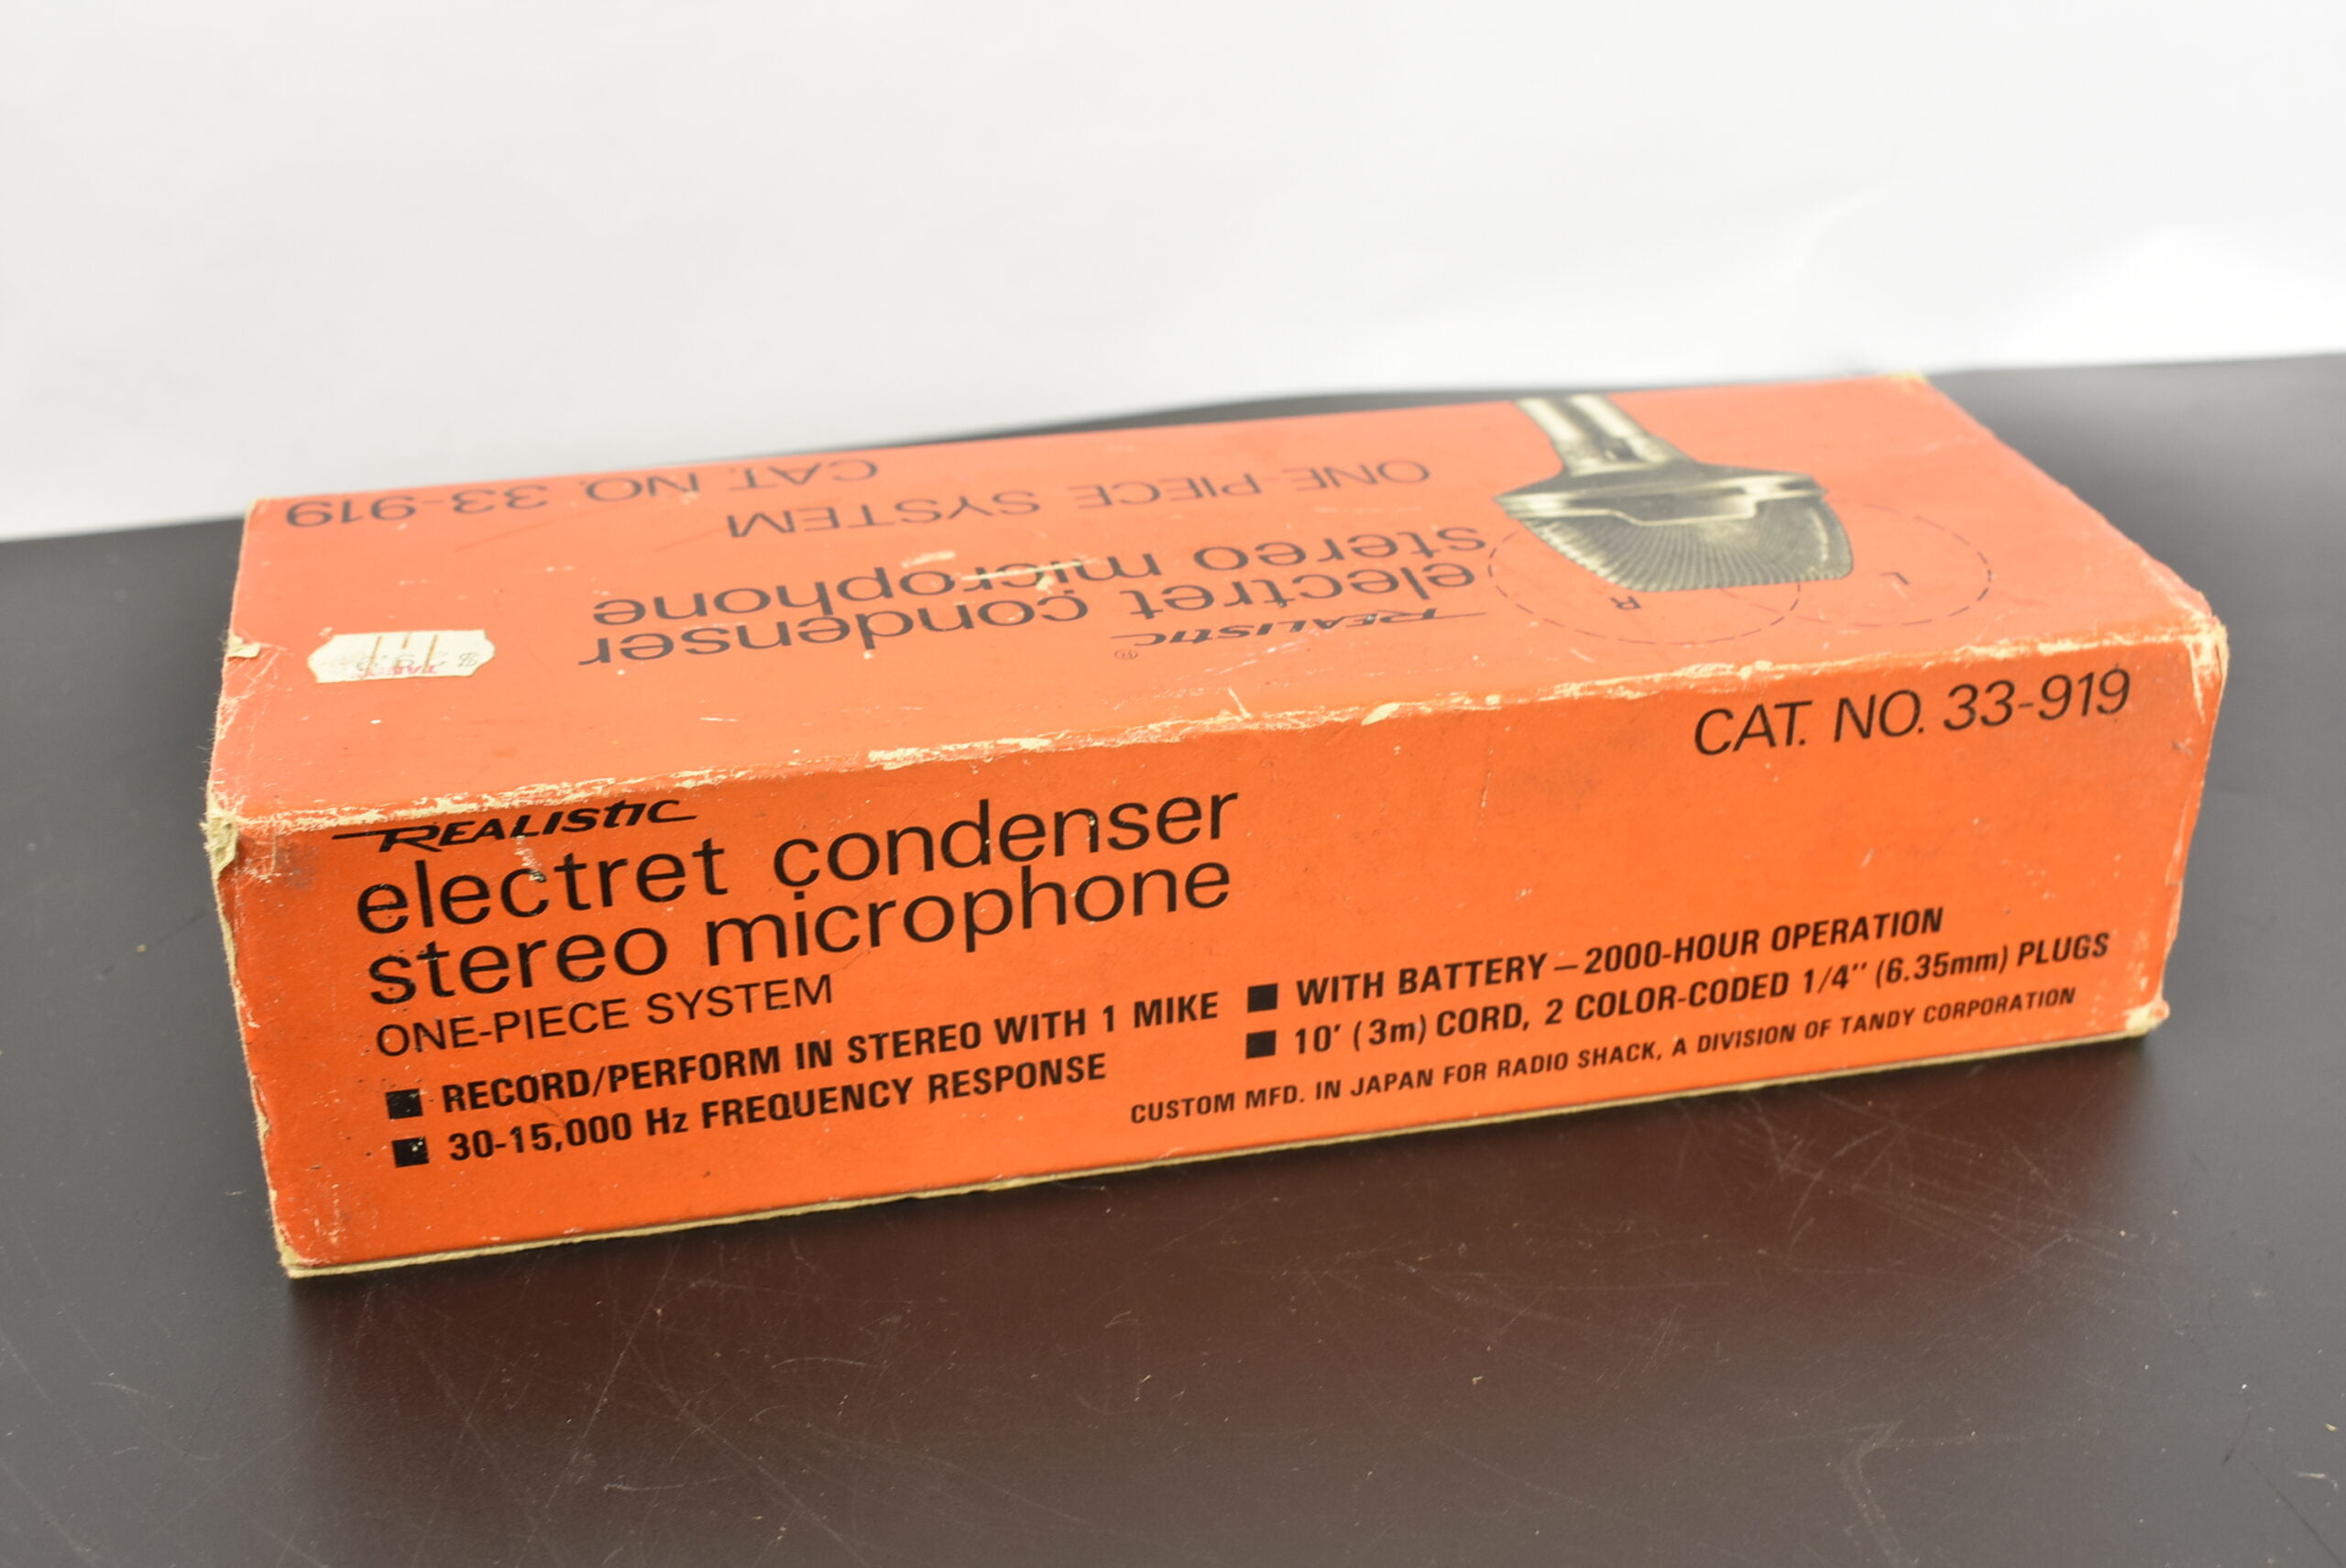 REALISTIC®
electret condenser
stereo microphone
ONE-PIECE SYSTEM
CAT. NO. 33-919
R
L
REALISTIC
electret condenser
stereo microphone
ONE-PIECE SYSTEM
■ RECORD/PERFORM IN STEREO WITH 1 MIKE
■ 30-15,000 Hz FREQUENCY RESPONSE
CAT. NO. 33-919
■ WITH BATTERY – 2000-HOUR OPERATION
■ 10' (3m) CORD, 2 COLOR-CODED 1/4" (6.35mm) PLUGS
CUSTOM MFD. IN JAPAN FOR RADIO SHACK, A DIVISION OF TANDY CORPORATION